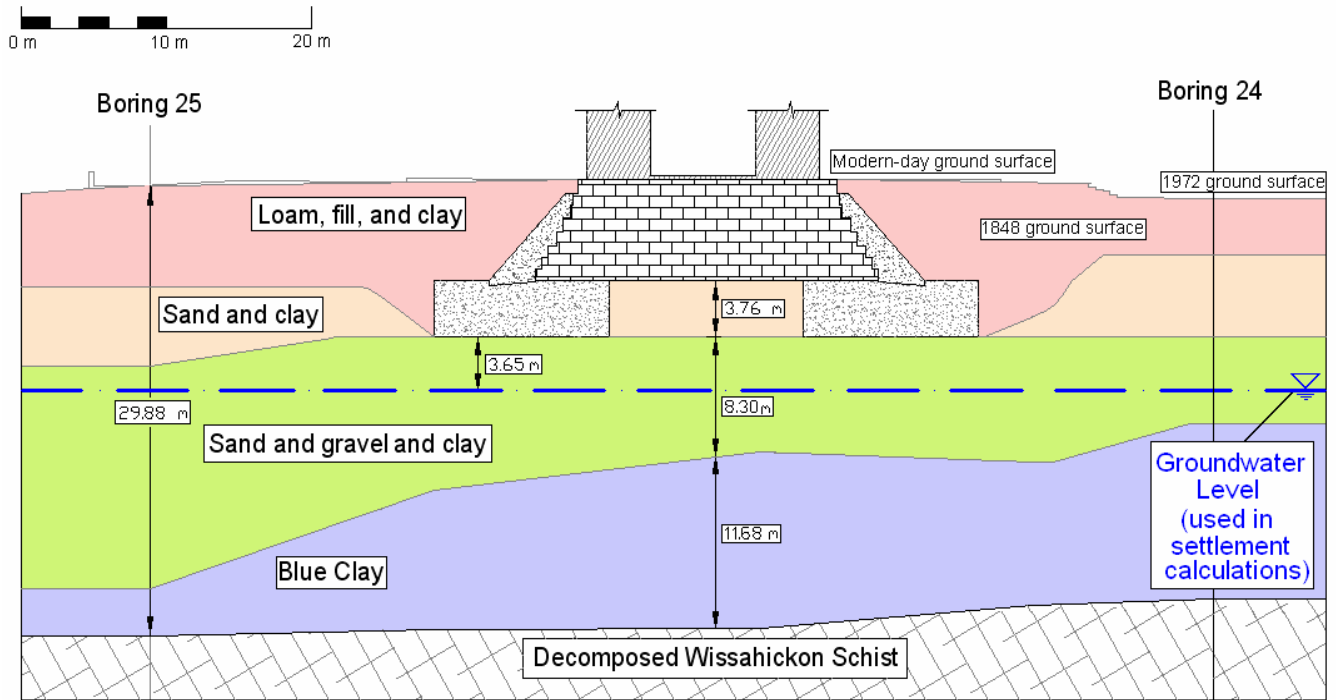 0 m 10 m 20 m
Boring 25
Boring 24
Modern-day ground surface
1972 ground surface
Loam, fill, and clay
1848 ground surface
Sand and clay
3.76 m
3.65 m
29.88 m
8.30m
Sand and gravel and clay
Groundwater
Level
(used in
settlement
calculations)
11.68 m
Blue Clay
Decomposed Wissahickon Schist